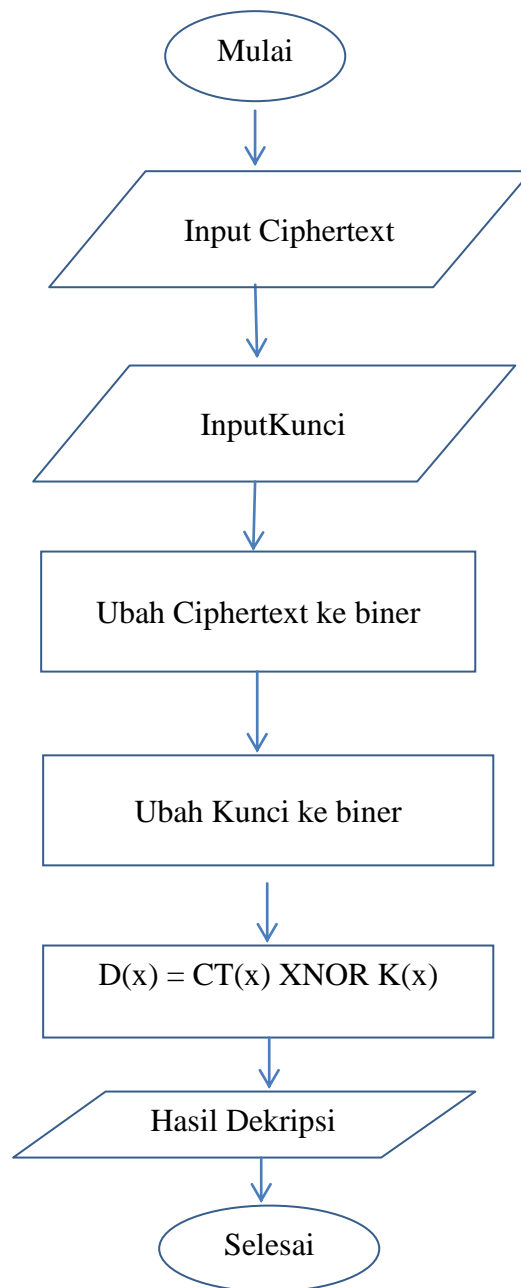 Mulai
Input Ciphertext
InputKunci
Ubah Ciphertext ke biner
Ubah Kunci ke biner
D(x) = CT(x) XNOR K(x)
Hasil Dekripsi
Selesai